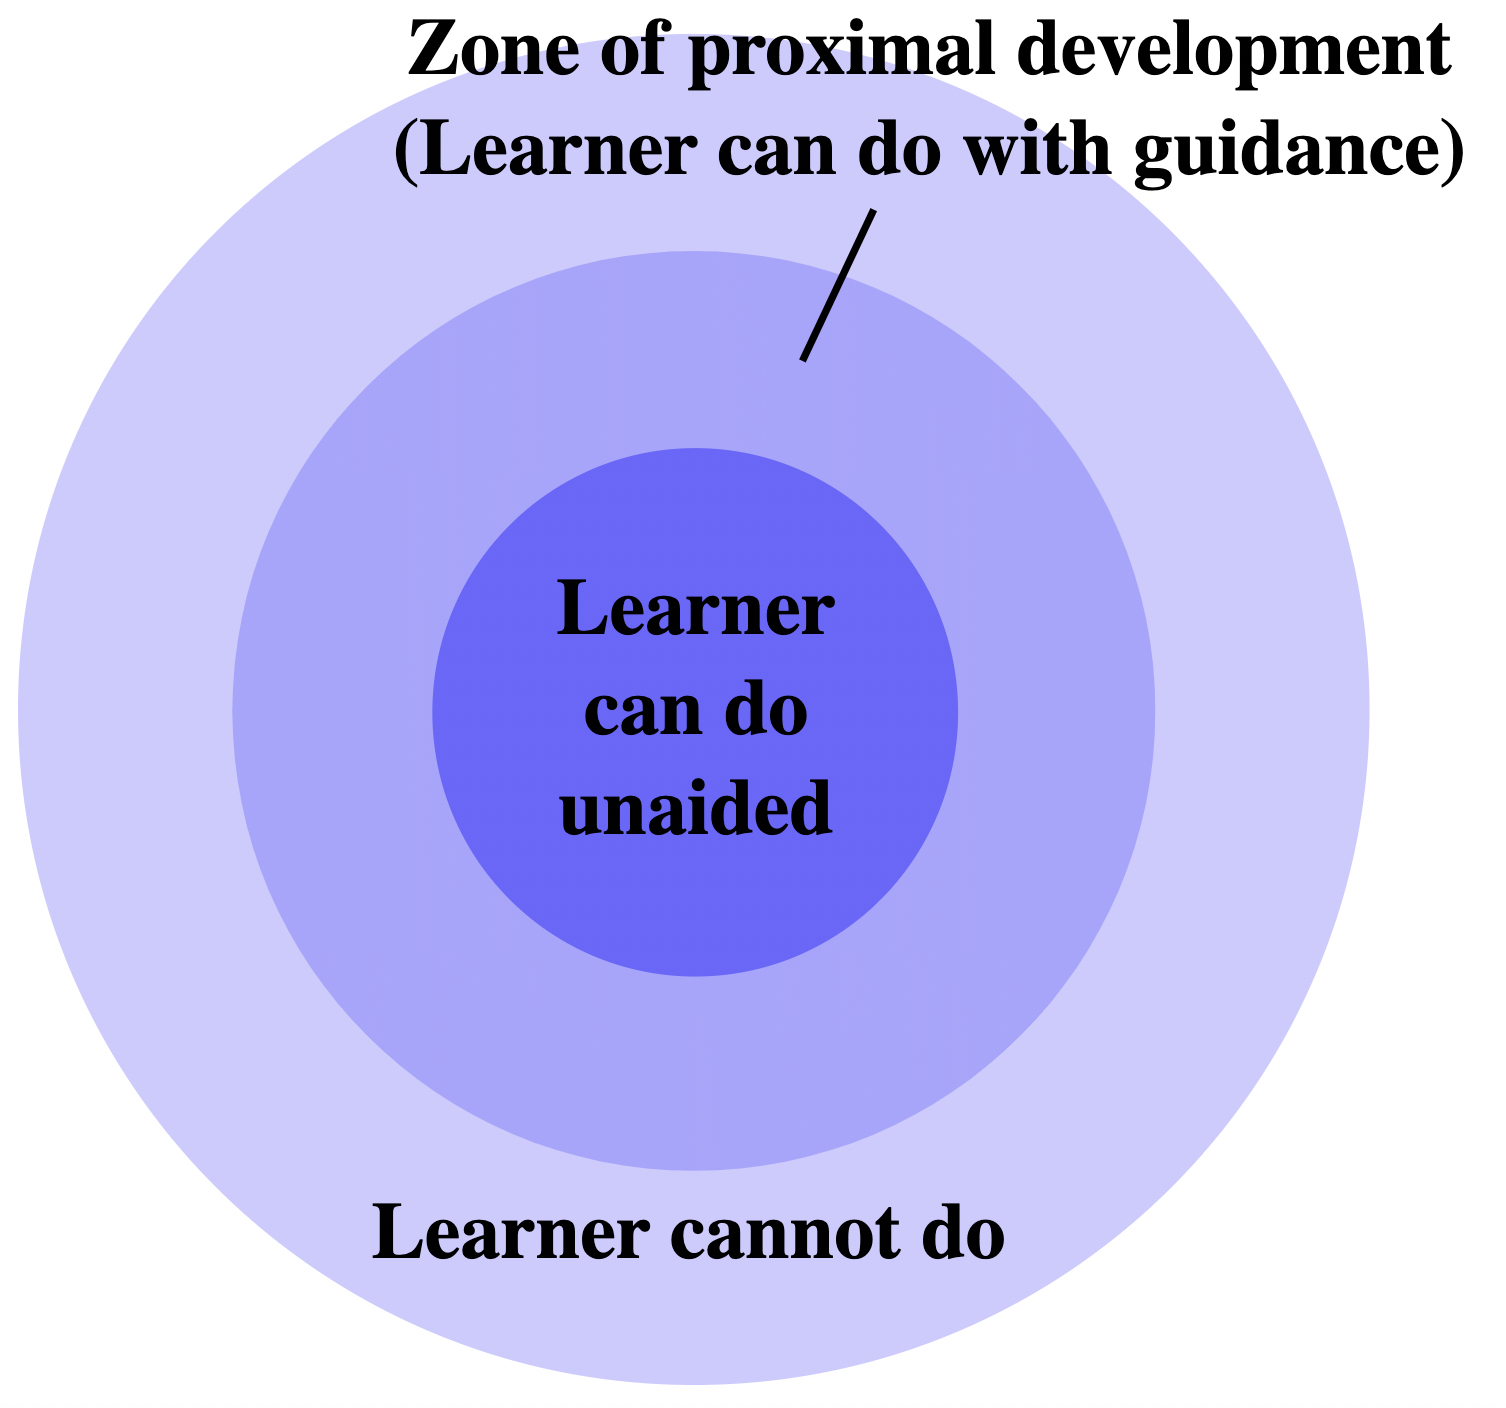 Zone of proximal development
(Learner can do with guidance)
Learner
can do
unaided
Learner cannot do